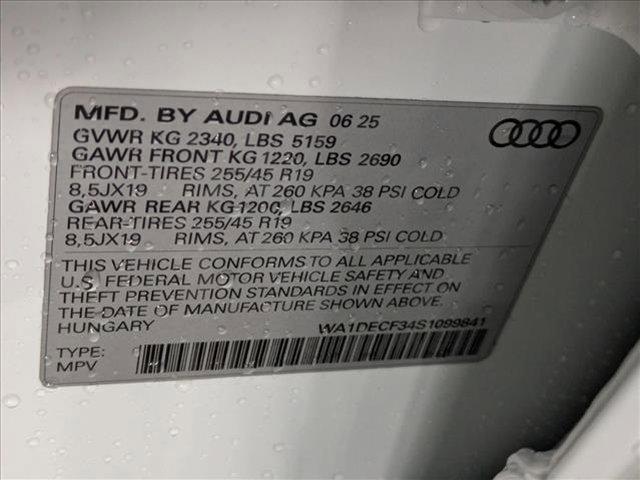 MFD. BY AUDI AG 06 25
GVWR KG 2340, LBS 5159
GAWR FRONT KG 1220, LBS 2690
FRONT-TIRES 255/45 R19
8,5JX19 RIMS, AT 260 KPA 38 PSI COLD
GAWR REAR KG 1200, LBS 2646
REAR-TIRES 255/45 R19
8,5JX19 RIMS, AT 260 KPA 38 PSI COLD
THIS VEHICLE CONFORMS TO ALL APPLICABLE
U.S. FEDERAL MOTOR VEHICLE SAFETY AND
THEFT PREVENTION STANDARDS IN EFFECT ON
THE DATE OF MANUFACTURE SHOWN ABOVE.
HUNGARY WA1DECF34S1099841
TYPE:
MPV